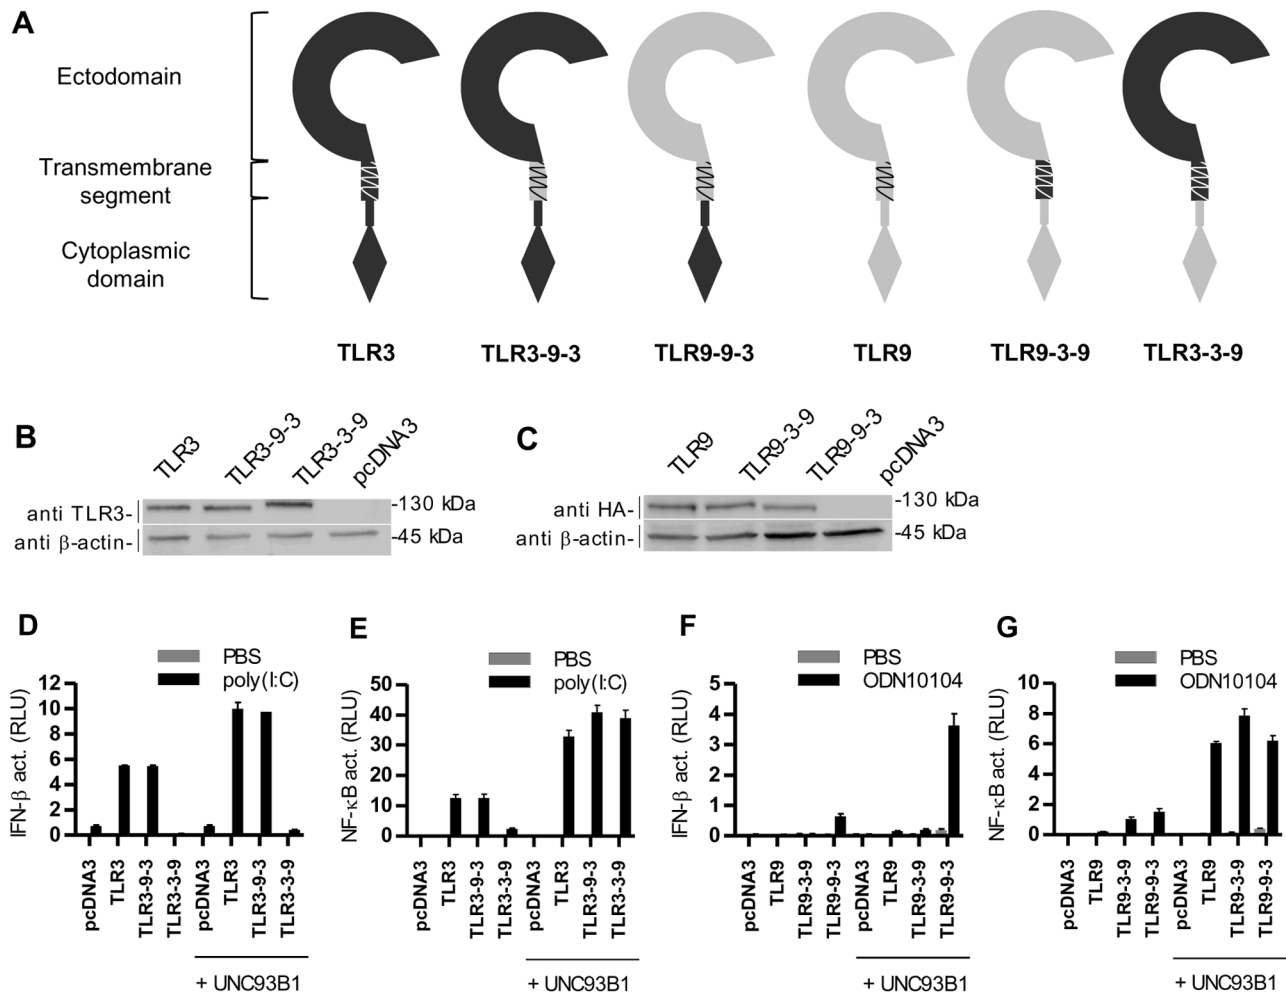 A
Ectodomain
Transmembrane
segment
Cytoplasmic
domain
TLR3
TLR3-9-3
TLR9-9-3
TLR9
TLR9-3-9
TLR3-3-9
B
TLR3
TLR3-9-3
TLR3-3-9
pcDNA3
anti TLR3-
-130 kDa
anti β-actin-
-45 kDa
C
TLR9
TLR9-3-9
TLR9-9-3
pcDNA3
anti HA-
-130 kDa
anti β-actin-
-45 kDa
D
PBS
poly(I:C)
IFN-β act. (RLU)
12
10
8
6
4
2
0
pcDNA3
TLR3
TLR3-9-3
TLR3-3-9
pcDNA3
TLR3
TLR3-9-3
TLR3-3-9
+ UNC93B1
E
PBS
poly(I:C)
NF-κB act. (RLU)
50
40
30
20
10
0
pcDNA3
TLR3
TLR3-9-3
TLR3-3-9
pcDNA3
TLR3
TLR3-9-3
TLR3-3-9
+ UNC93B1
F
PBS
ODN10104
IFN-β act. (RLU)
5
4
3
2
1
0
pcDNA3
TLR9
TLR9-3-9
TLR9-9-3
pcDNA3
TLR9
TLR9-3-9
TLR9-9-3
+ UNC93B1
G
PBS
ODN10104
NF-κB act. (RLU)
10
8
6
4
2
0
pcDNA3
TLR9
TLR9-3-9
TLR9-9-3
pcDNA3
TLR9
TLR9-3-9
TLR9-9-3
+ UNC93B1